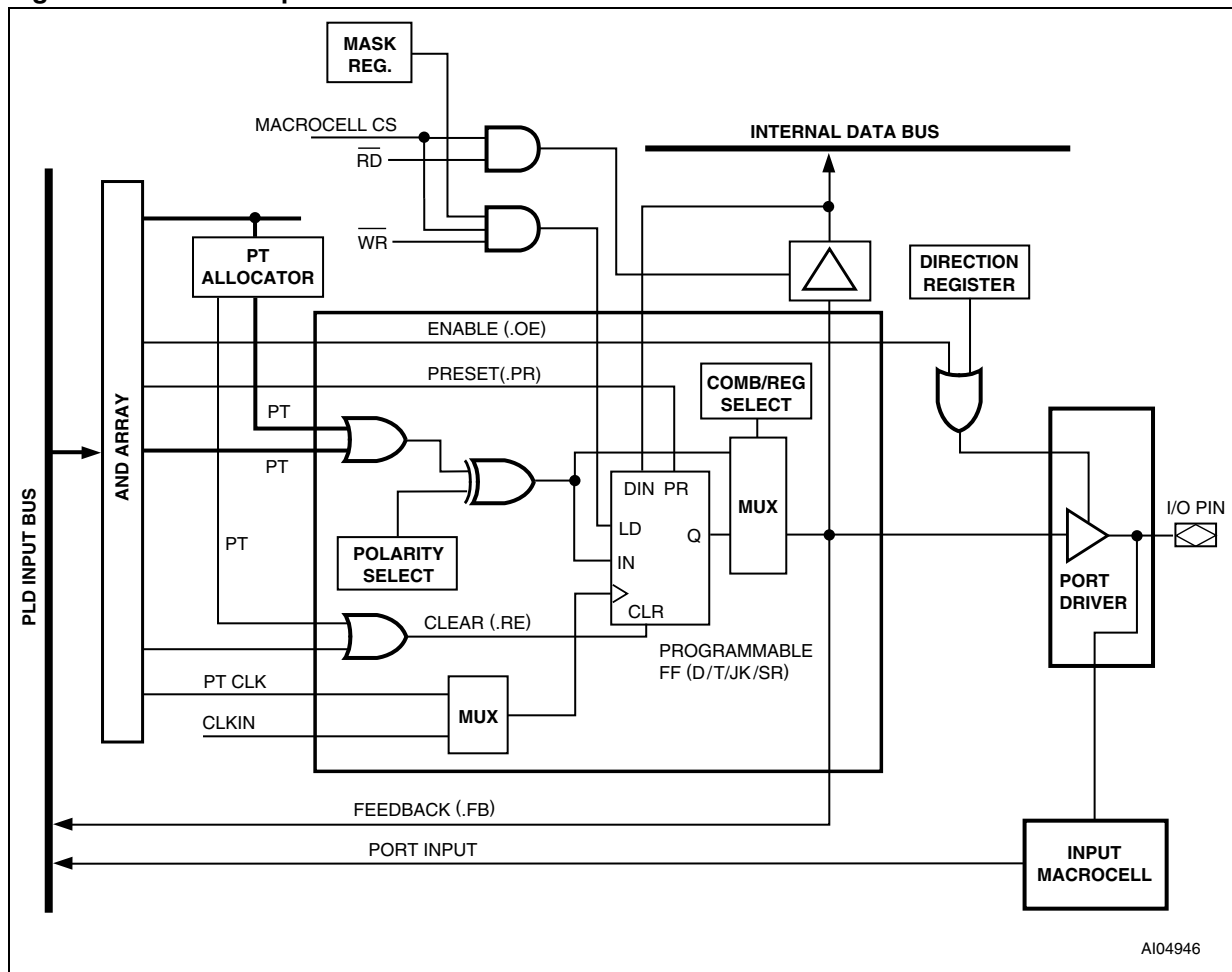 MASK
REG.
MACROCELL CS
RD
WR
INTERNAL DATA BUS
PT
ALLOCATOR
DIRECTION
REGISTER
ENABLE (.OE)
PRESET(.PR)
COMB/REG
SELECT
PT
PT
AND ARRAY
PLD INPUT BUS
DIN PR
MUX
LD
Q
IN
CLR
I/O PIN
PORT
DRIVER
POLARITY
SELECT
PT
CLEAR (.RE)
PROGRAMMABLE
FF (D/T/JK/SR)
PT CLK
MUX
CLKIN
FEEDBACK (.FB)
PORT INPUT
INPUT
MACROCELL
AI04946